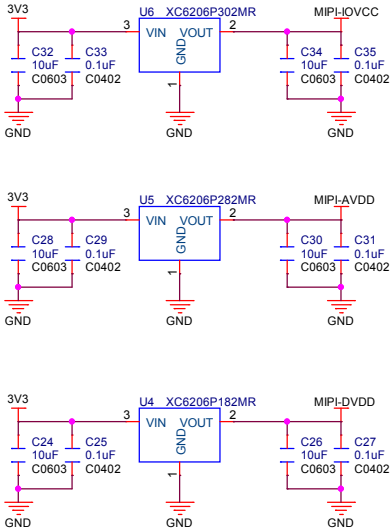 3V3
U6 XC6206P302MR
MIPI-IOVCC
3
VIN VOUT
2
GND
1
C32
10uF
C0603
C33
0.1uF
C0402
C34
10uF
C0603
C35
0.1uF
C0402
GND
GND
GND
3V3
U5 XC6206P282MR
MIPI-AVDD
3
VIN VOUT
2
GND
1
C28
10uF
C0603
C29
0.1uF
C0402
C30
10uF
C0603
C31
0.1uF
C0402
GND
GND
GND
3V3
U4 XC6206P182MR
MIPI-DVDD
3
VIN VOUT
2
GND
1
C24
10uF
C0603
C25
0.1uF
C0402
C26
10uF
C0603
C27
0.1uF
C0402
GND
GND
GND